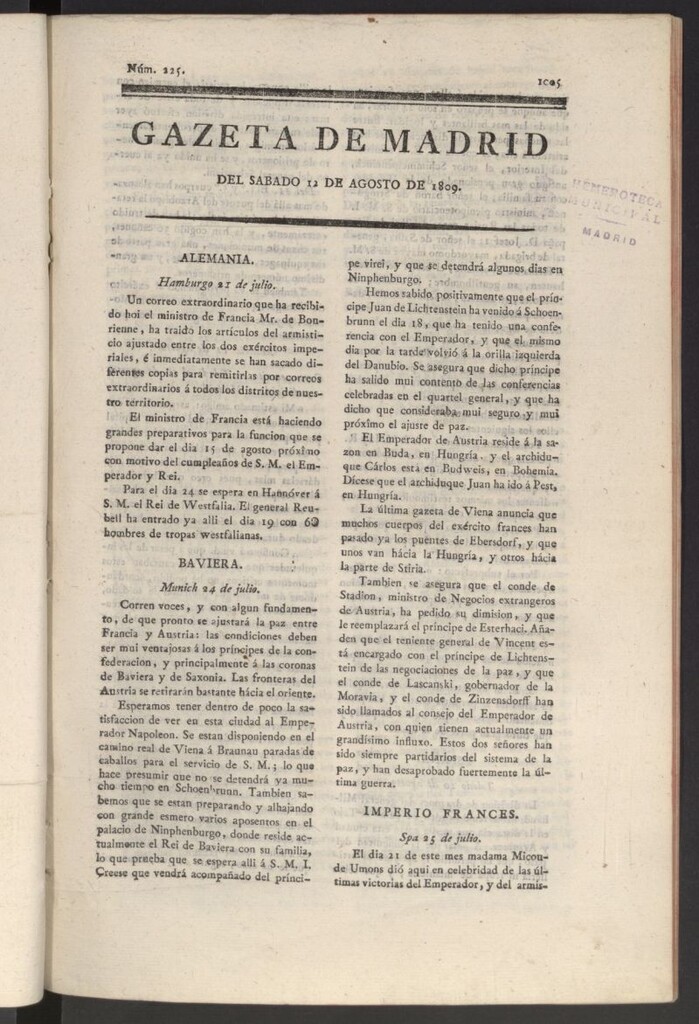 Núm. 225.
1005
GAZETA DE MADRID
DEL SABADO 12 DE AGOSTO DE 1809.
HEMEROTECA
MUNICIPAL
MADRID
ALEMANIA.
Hamburgo 21 de julio.
Un correo extraordinario que ha recibi-
do hoi el ministro de Francia Mr. de Bou-
rienne, ha traido los artículos del armisti-
cio ajustado entre los dos exércitos impe-
riales, é inmediatamente se han sacado di-
ferentes copias para remitirlas por correos
extraordinarios á todos los distritos de nues-
tro territorio.
El ministro de Francia está haciendo
grandes preparativos para la funcion que se
propone dar el dia 15 de agosto próximo
con motivo del cumpleaños de S. M. el Em-
perador y Rei.
Para el dia 24 se espera en Hannóver á
S. M. el Rei de Westfalia. El general Reu-
bell ha entrado ya alli el dia 19 con
hombres de tropas westfalianas.
BAVIERA.
Munich 24 de julio.
Corren voces, y con algun fundamen-
to, de que pronto se ajustará la paz entre
Francia y Austria: las condiciones deben
ser mui ventajosas á los príncipes de la con-
federacion, y principalmente á las coronas
de Baviera y de Saxonia. Las fronteras del
Austria se retirarán bastante hácia el oriente.
Esperamos tener dentro de poco la sa-
tisfaccion de ver en esta ciudad al Empe-
rador Napoleon. Se estan disponiendo en el
camino real de Viena á Braunau paradas de
caballos para el servicio de S. M.; lo que
hace presumir que no se detendrá ya mu-
cho tiempo en Schoenbrunn. Tambien sa-
bemos que se estan preparando y alhajando
con grande esmero varios aposentos en el
palacio de Ninphenburgo, donde reside ac-
tualmente el Rei de Baviera con su familia,
lo que prueba que se espera alli á S. M. I.
Créese que vendrá acompañado del prínci-
pe virei, y que se detendrá algunos dias en
Ninphenburgo.
Hemos sabido positivamente que el prín-
cipe Juan de Lichtenstein ha venido á Schoen-
brunn el dia 18, que ha tenido una confe-
rencia con el Emperador, y que el mismo
dia por la tarde volvió á la orilla izquierda
del Danubio. Se asegura que dicho príncipe
ha salido mui contento de las conferencias
celebradas en el quartel general, y que ha
dicho que consideraba mui seguro y mui
próximo el ajuste de paz.
El Emperador de Austria reside á la sa-
zon en Buda, en Hungría, y el archidu-
que Cárlos está en Budweis, en Bohemia.
Dícese que el archiduque Juan ha ido á Pest,
en Hungría.
La última gazeta de Viena anuncia que
muchos cuerpos del exército frances han
pasado ya los puentes de Ebersdorf, y que
unos van hácia la Hungría, y otros hácia
la parte de Stiria.
Tambien se asegura que el conde de
Stadion, ministro de Negocios extrangeros
de Austria, ha pedido su dimision, y que
le reemplazará el príncipe de Esterhaci. Aña-
den que el teniente general de Vincent es-
tá encargado con el príncipe de Lichtens-
tein de las negociaciones de la paz, y que
el conde de Lascanski, gobernador de la
Moravia, y el conde de Zinzensdorff han
sido llamados al consejo del Emperador de
Austria, con quien tienen actualmente un
grandísimo influxo. Estos dos señores han
sido siempre partidarios del sistema de la
paz, y han desaprobado fuertemente la úl-
tima guerra.
IMPERIO FRANCES.
Spa 25 de julio.
El dia 21 de este mes madama Micou-
de Umons dió aqui en celebridad de las úl-
timas victorias del Emperador, y del armis-